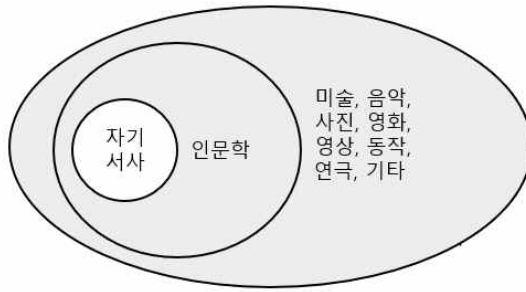 자기
서사
인문학
미술, 음악,
사진, 영화,
영상, 동작,
연극, 기타